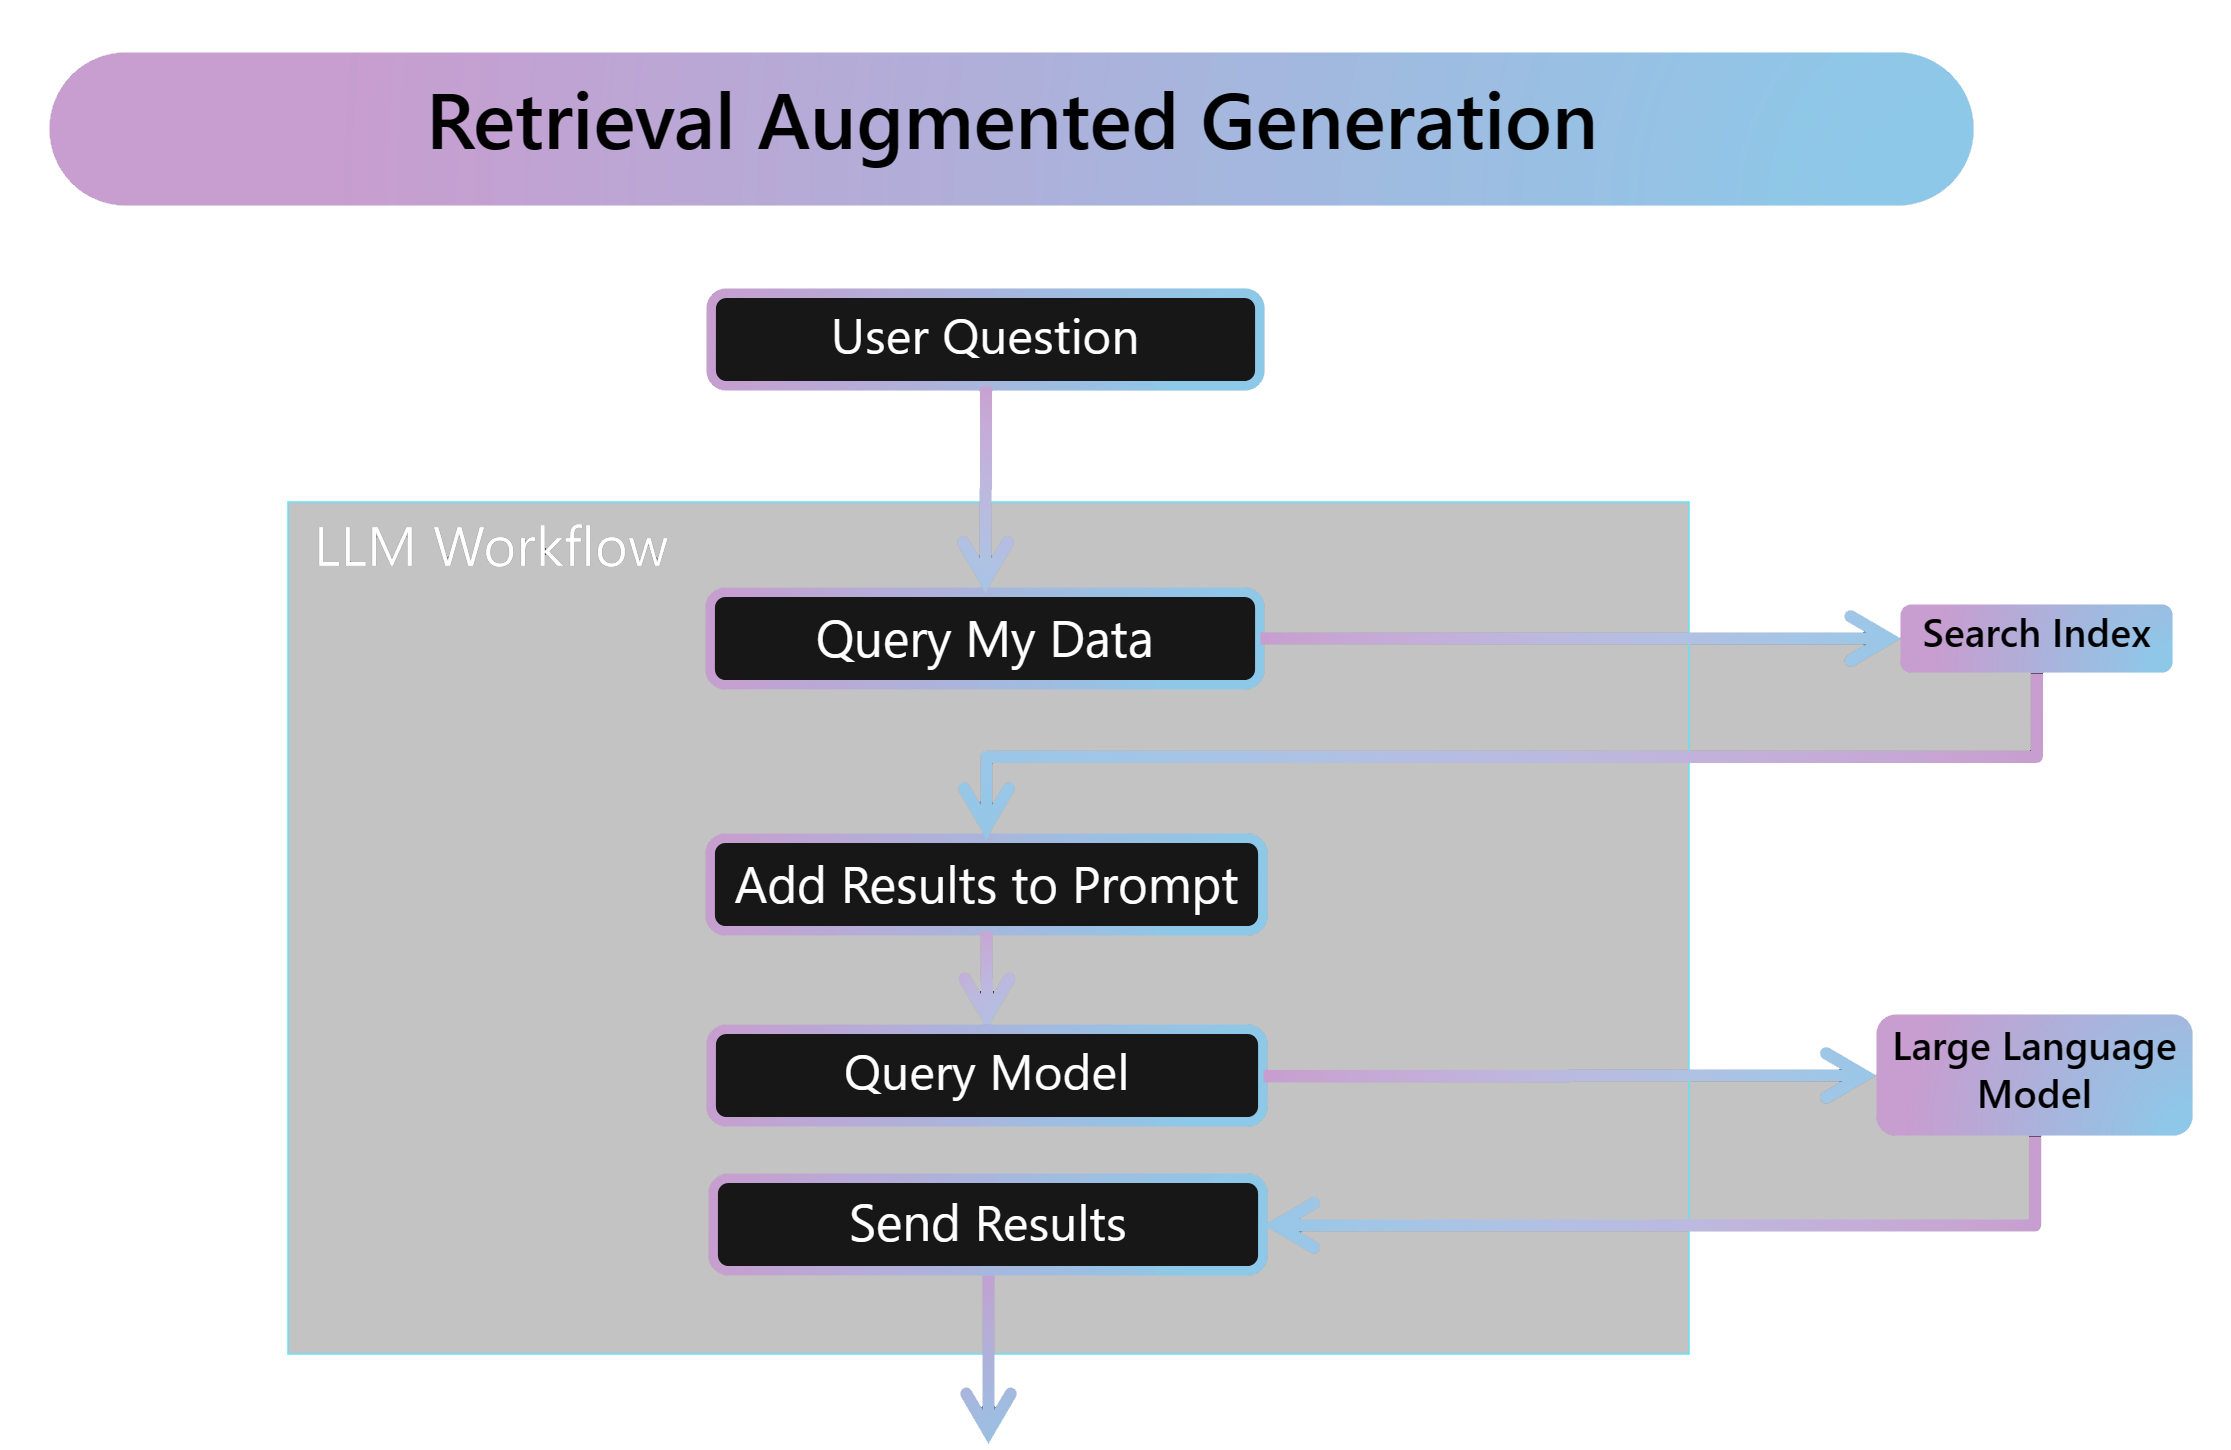 Retrieval Augmented Generation
User Question
LLM Workflow
Query My Data
Search Index
Add Results to Prompt
Query Model
Large Language
Model
Send Results